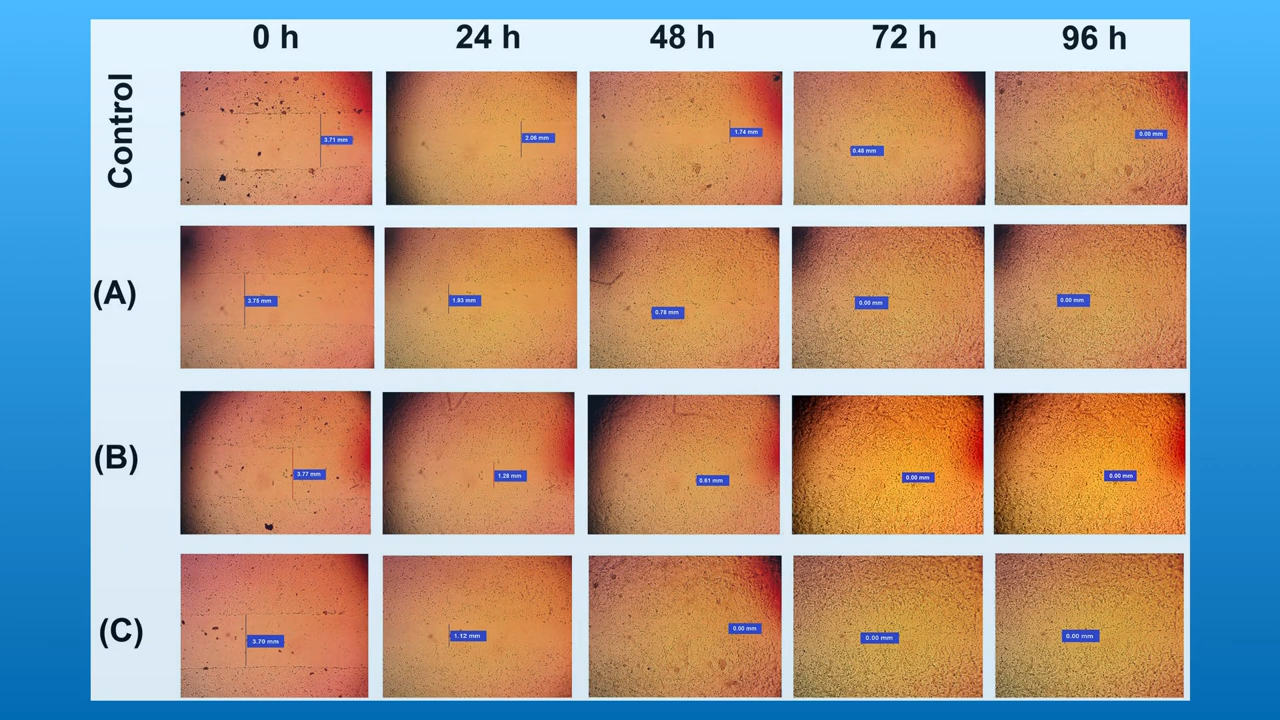 0 h 24 h 48 h 72 h 96 h
Control
3.71 mm 2.06 mm 1.74 mm 0.48 mm 0.00 mm
(A)
3.75 mm 1.93 mm 0.78 mm 0.00 mm 0.00 mm
(B)
3.77 mm 1.28 mm 0.61 mm 0.00 mm 0.00 mm
(C)
3.70 mm 1.12 mm 0.00 mm 0.00 mm 0.00 mm